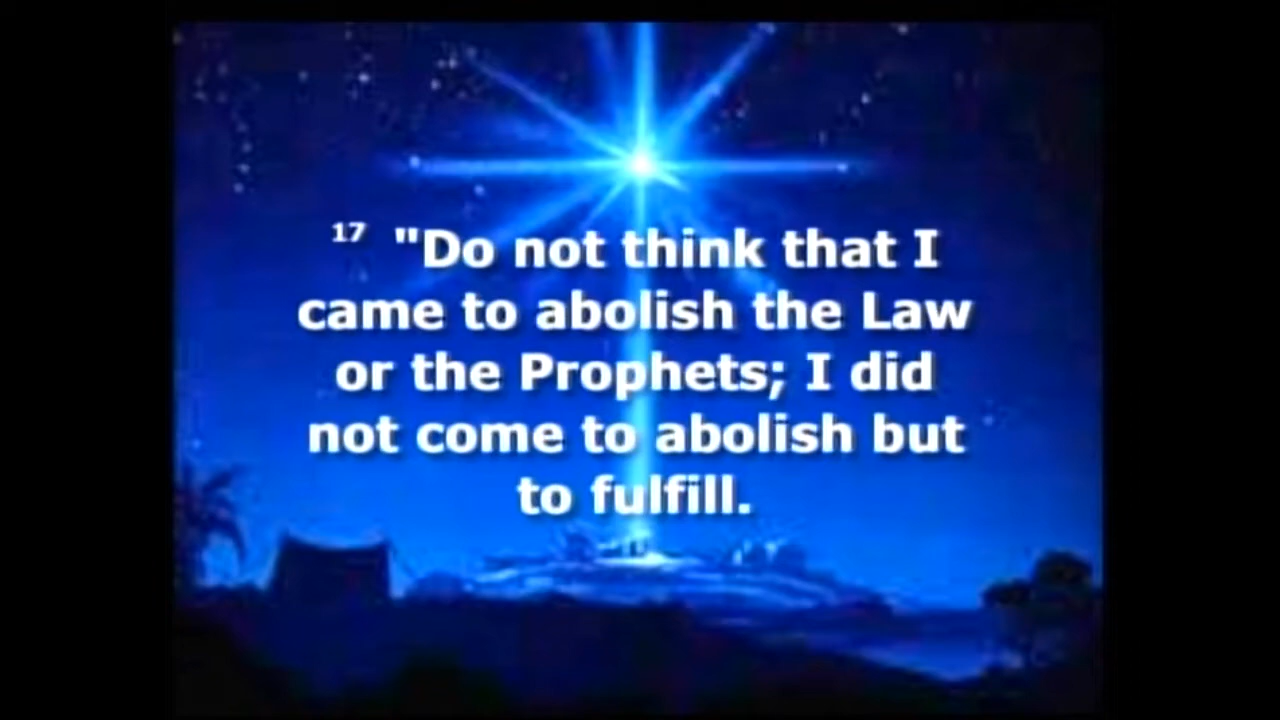 17 "Do not think that I
came to abolish the Law
or the Prophets; I did
not come to abolish but
to fulfill.